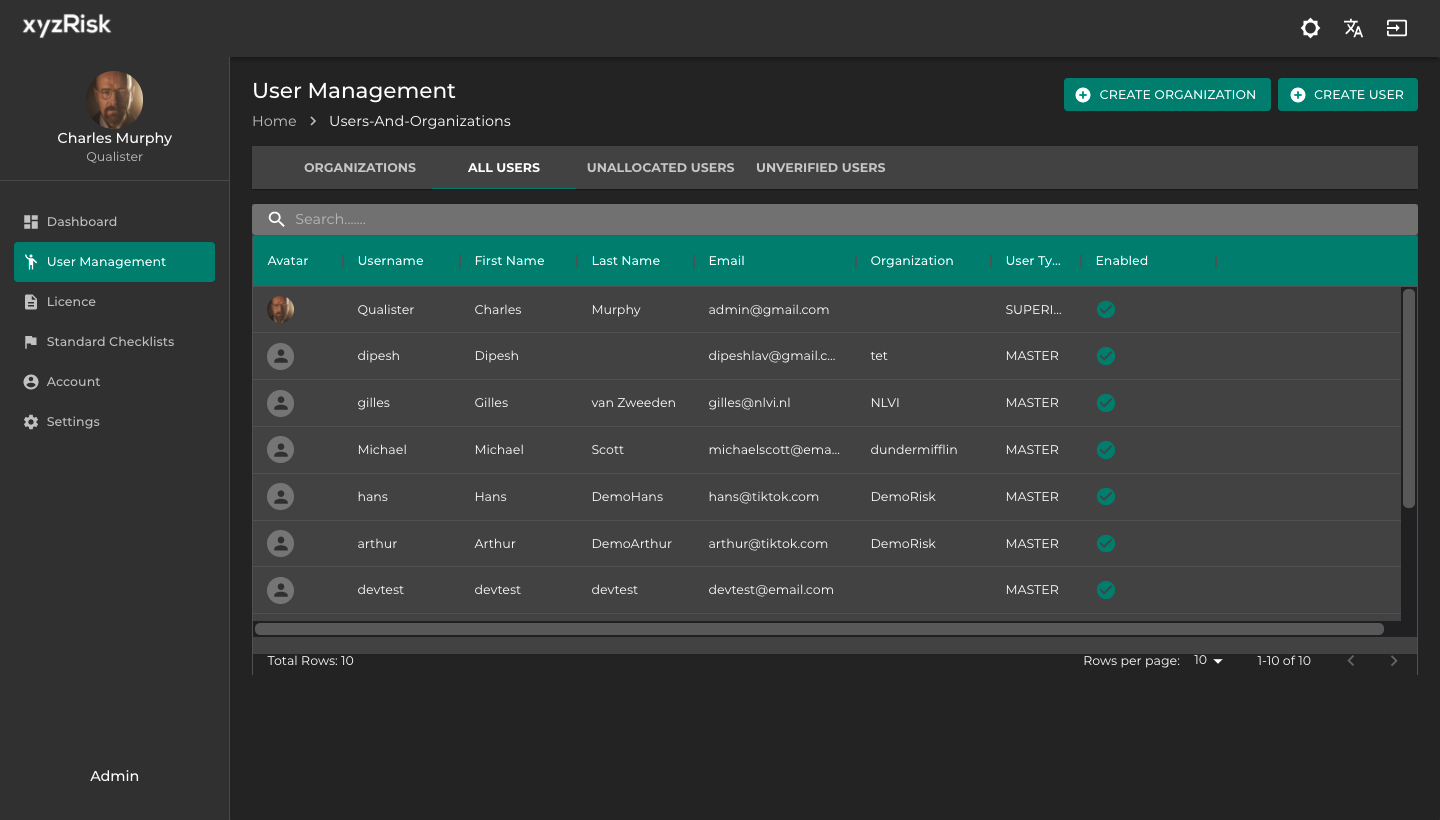 xyzRisk
Charles Murphy
Qualister
Dashboard
User Management
Licence
Standard Checklists
Account
Settings
Admin
User Management
Home > Users-And-Organizations
CREATE ORGANIZATION CREATE USER
ORGANIZATIONS ALL USERS UNALLOCATED USERS UNVERIFIED USERS
Search.......
Avatar Username First Name Last Name Email Organization User Ty... Enabled
Qualister Charles Murphy admin@gmail.com SUPERI...
dipesh Dipesh dipeshlav@gmail.c... tet MASTER
gilles Gilles van Zweeden gilles@nlvi.nl NLVI MASTER
Michael Michael Scott michaelscott@ema... dundermifflin MASTER
hans Hans DemoHans hans@tiktok.com DemoRisk MASTER
arthur Arthur DemoArthur arthur@tiktok.com DemoRisk MASTER
devtest devtest devtest devtest@email.com MASTER
Total Rows: 10 Rows per page: 10 1-10 of 10